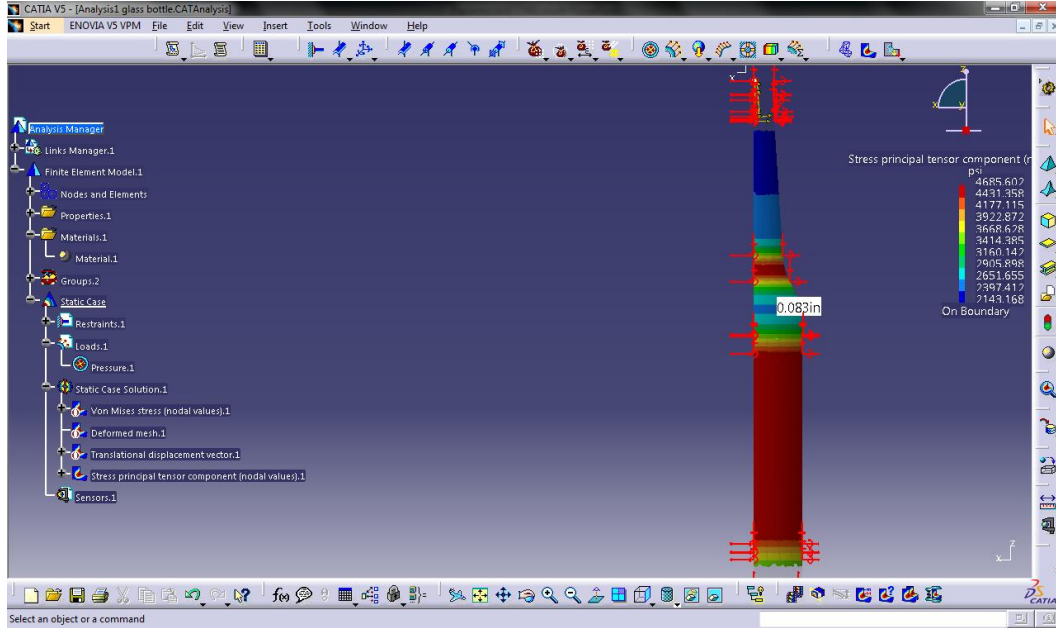 CATIA V5 - [Analysis1 glass bottle.CATAnalysis]
Start ENOVIA V5 VPM File Edit View Insert Tools Window Help
Analysis Manager
Links Manager.1
Finite Element Model.1
Nodes and Elements
Properties.1
Materials.1
Material.1
Groups.2
Static Case
Restraints.1
Loads.1
Pressure.1
Static Case Solution.1
Von Mises stress (nodal values).1
Deformed mesh.1
Translational displacement vector.1
Stress principal tensor component (nodal values).1
Sensors.1
x
z
x
y
Stress principal tensor component (n
psi
4685.602
4431.358
4177.115
3922.872
3668.628
3414.385
3160.142
2905.898
2651.655
2397.412
2143.168
On Boundary
0.083in
z
x
f(x)
CATIA
Select an object or a command